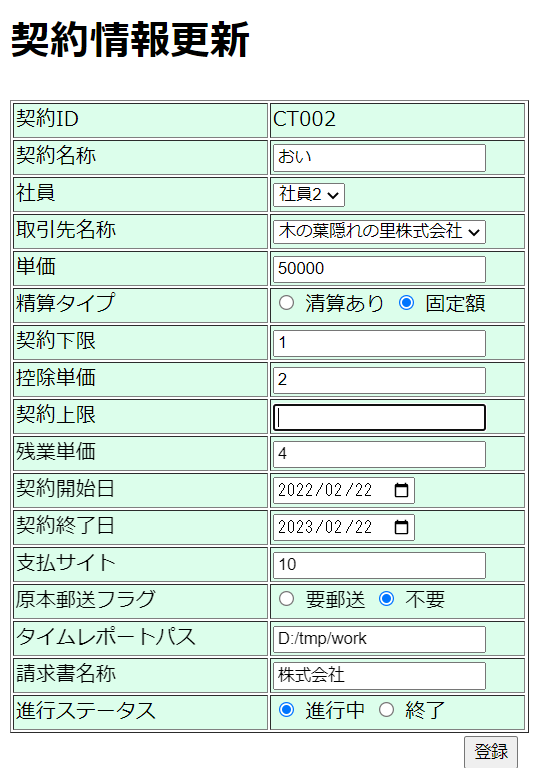 契約情報更新
契約ID CT002
契約名称 おい
社員 社員2
取引先名称 木の葉隠れの里株式会社
単価 50000
精算タイプ 清算あり 固定額
契約下限 1
控除単価 2
契約上限
残業単価 4
契約開始日 2022/02/22
契約終了日 2023/02/22
支払サイト 10
原本郵送フラグ 要郵送 不要
タイムレポートパス D:/tmp/work
請求書名称 株式会社
進行ステータス 進行中 終了
登録